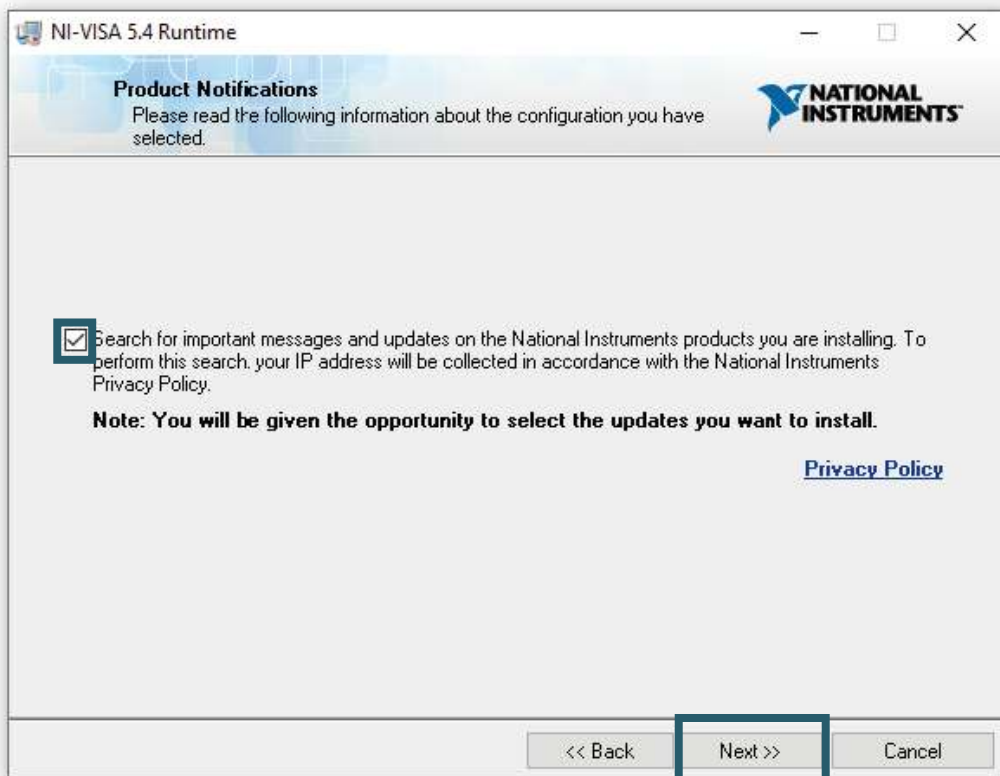 NI-VISA 5.4 Runtime
Product Notifications
Please read the following information about the configuration you have
selected.
NATIONAL
INSTRUMENTS™
Search for important messages and updates on the National Instruments products you are installing. To
perform this search, your IP address will be collected in accordance with the National Instruments
Privacy Policy.
Note: You will be given the opportunity to select the updates you want to install.
Privacy Policy
<< Back
Next >>
Cancel